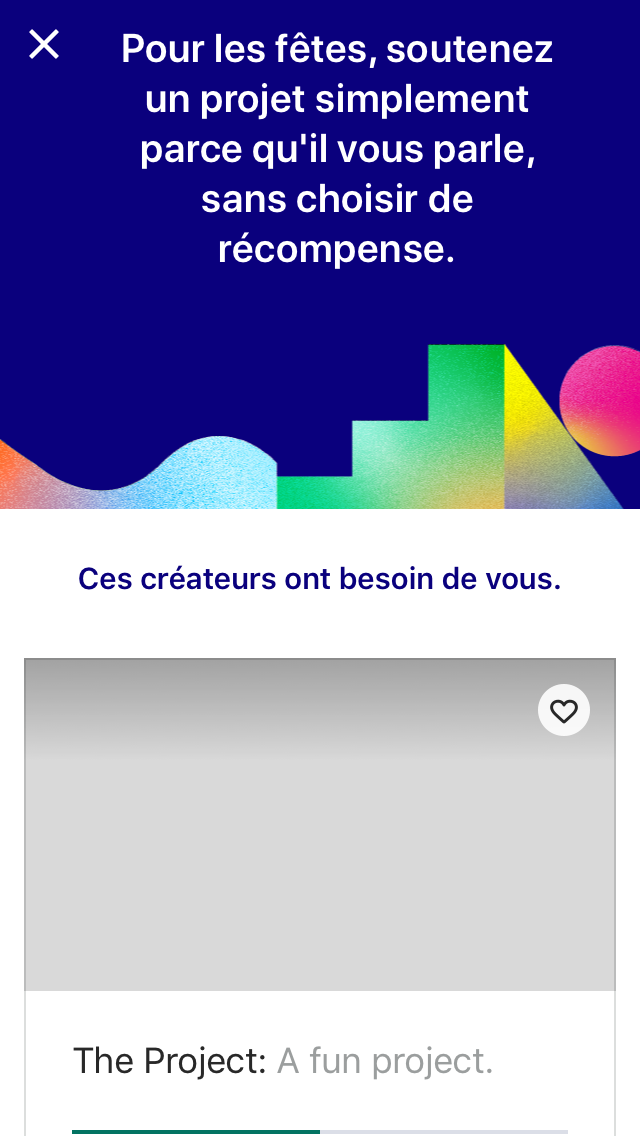 Pour les fêtes, soutenez
un projet simplement
parce qu'il vous parle,
sans choisir de
récompense.
Ces créateurs ont besoin de vous.
The Project: A fun project.